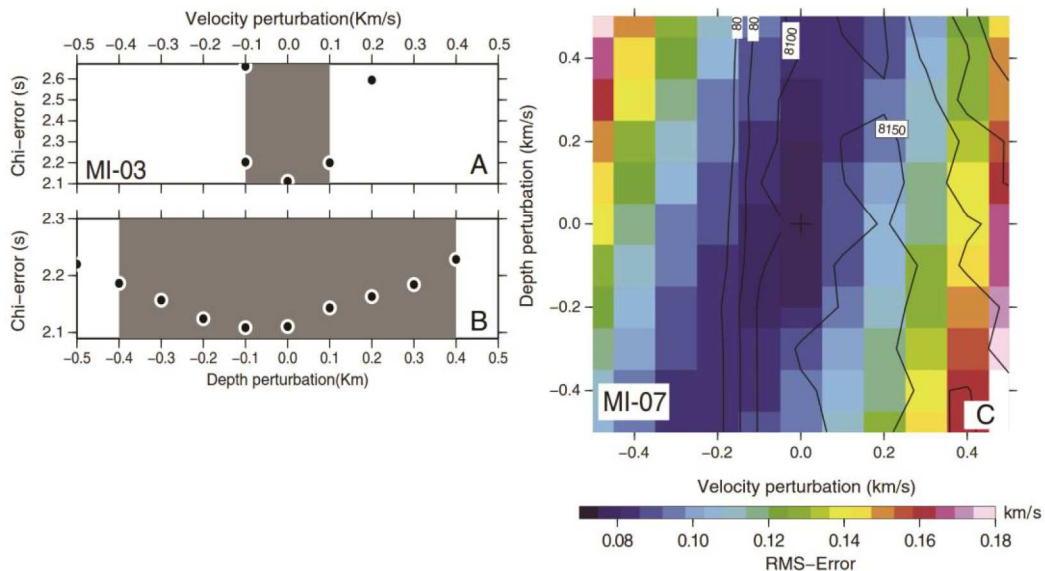 Velocity perturbation(Km/s)
−0.5 −0.4 −0.3 −0.2 −0.1 0.0 0.1 0.2 0.3 0.4 0.5
Chi−error (s)
2.6
2.5
2.4
2.3
2.2
2.1
MI-03
A
2.3
2.2
2.1
Chi−error (s)
B
−0.5 −0.4 −0.3 −0.2 −0.1 0.0 0.1 0.2 0.3 0.4 0.5
Depth perturbation(Km)
80
80
8100
8150
Depth perturbation (km/s)
0.4
0.2
0.0
−0.2
−0.4
MI-07
C
−0.4 −0.2 0.0 0.2 0.4
Velocity perturbation (km/s)
km/s
0.08 0.10 0.12 0.14 0.16 0.18
RMS−Error